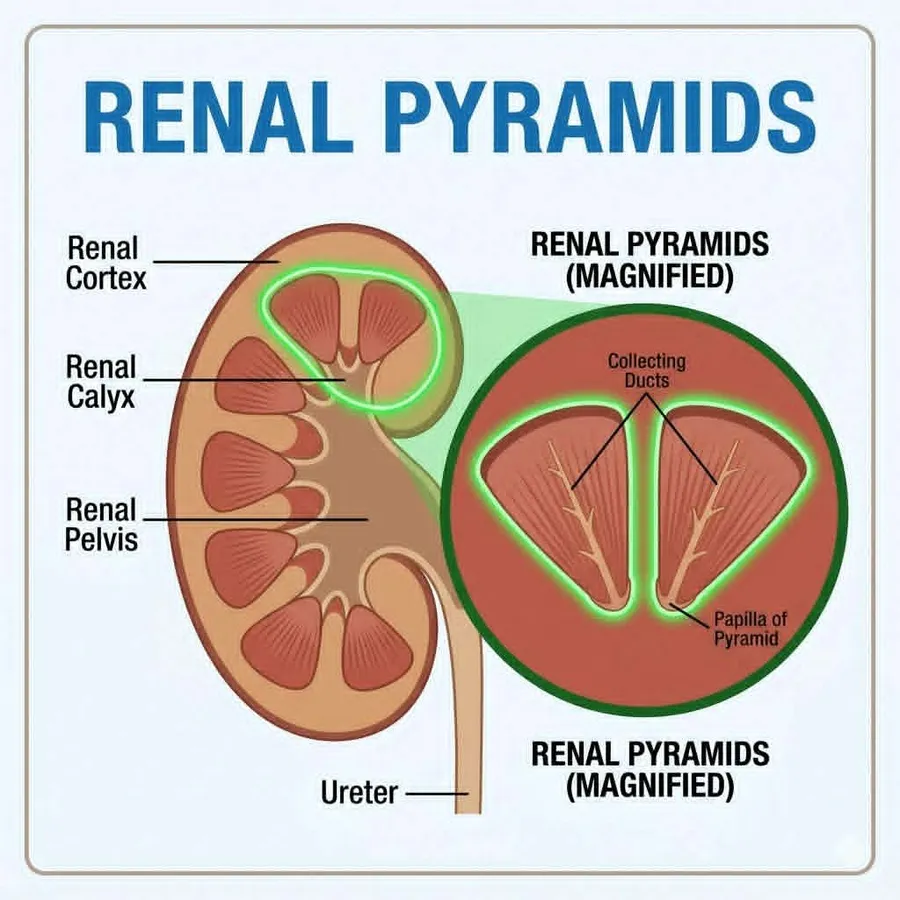 RENAL PYRAMIDS
Renal
Cortex
Renal
Calyx
Renal
Pelvis
Ureter
RENAL PYRAMIDS
(MAGNIFIED)
Collecting
Ducts
Papilla of
Pyramid
RENAL PYRAMIDS
(MAGNIFIED)